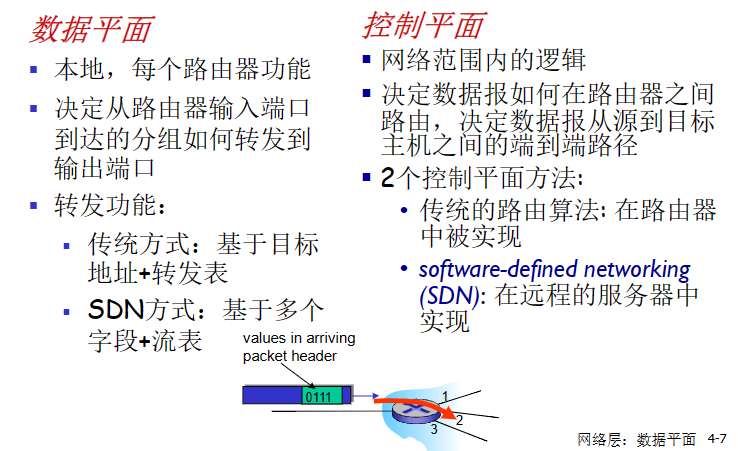 数据平面
本地，每个路由器功能
决定从路由器输入端口
到达的分组如何转发到
输出端口
转发功能：
传统方式：基于目标
地址+转发表
SDN方式：基于多个
字段+流表
控制平面
网络范围内的逻辑
决定数据报如何在路由器之间
路由，决定数据报从源到目标
主机之间的端到端路径
2个控制平面方法:
传统的路由算法: 在路由器
中被实现
software-defined networking
(SDN): 在远程的服务器中
实现
values in arriving
packet header
0111
1
2
3
网络层：数据平面 4-7